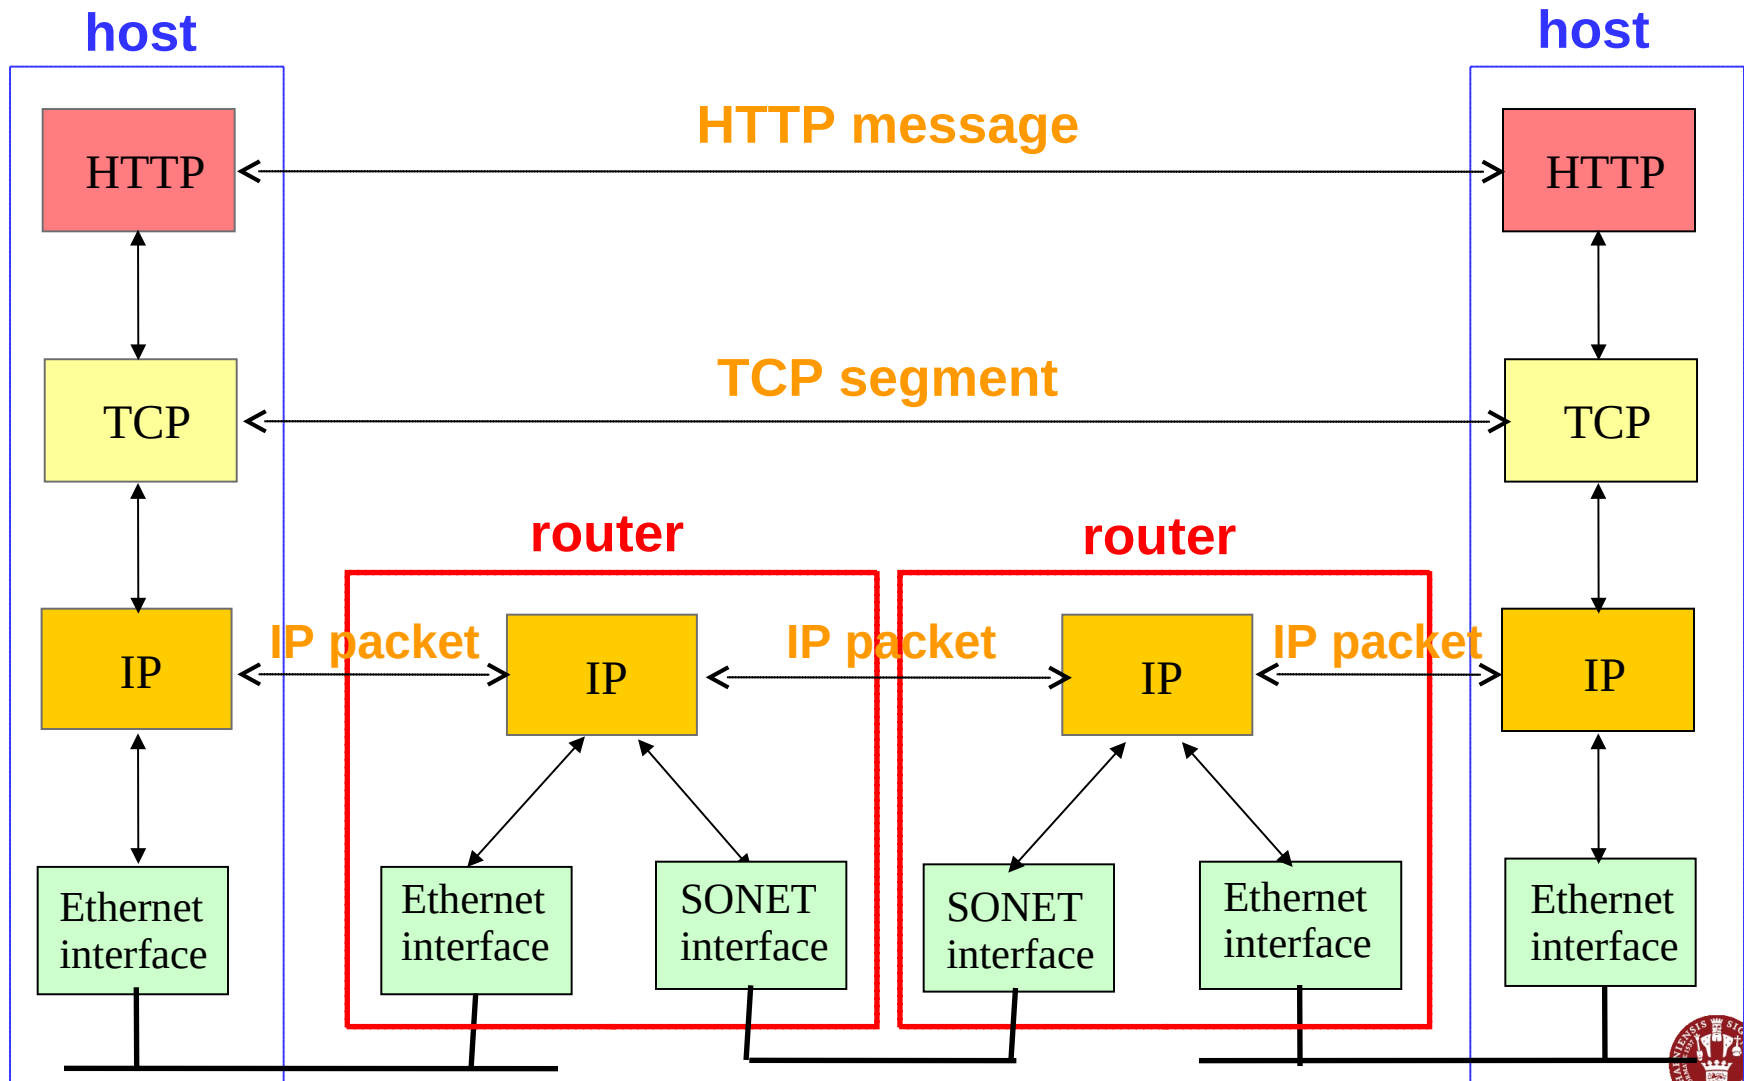 host
host
HTTP message
HTTP
HTTP
TCP segment
TCP
TCP
router
router
IP packet
IP packet
IP packet
IP
IP
IP
IP
Ethernet
interface
Ethernet
interface
SONET
interface
SONET
interface
Ethernet
interface
Ethernet
interface